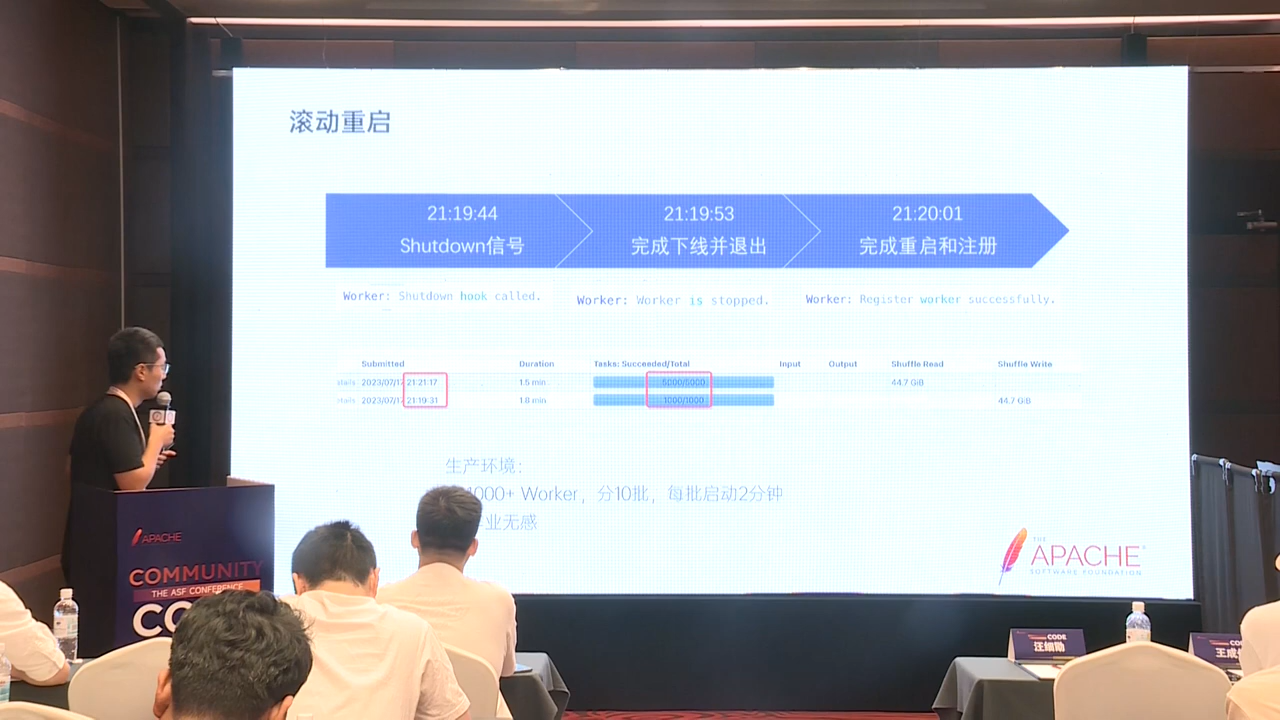 滚动重启
21:19:44
Shutdown信号
21:19:53
完成下线并退出
21:20:01
完成重启和注册
Worker: Shutdown hook called.
Worker: Worker is stopped.
Worker: Register worker successfully.
Submitted Duration Tasks: Succeeded/Total Input Output Shuffle Read Shuffle Write
2023/07/17 21:21:17 1.5 min 5000/5000 44.7 GiB
2023/07/17 21:19:31 1.8 min 1000/1000 44.7 GiB
生产环境：
1000+ Worker，分10批，每批启动2分钟
业无感
THE
APACHE
SOFTWARE FOUNDATION
APACHE
COMMUNITY
THE ASF CONFERENCE
CO
CODE
汪细勖
王成